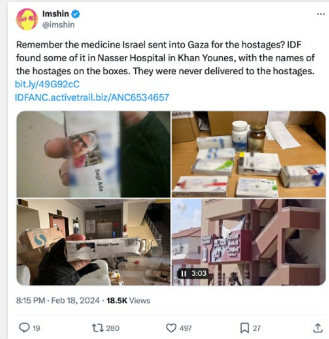 Imshin
@imshin
Remember the medicine Israel sent into Gaza for the hostages? IDF
found some of it in Nasser Hospital in Khan Younes, with the names of
the hostages on the boxes. They were never delivered to the hostages.
bit.ly/49G92cC
IDFANC.activetrail.biz/ANC6534657
3:03
8:15 PM · Feb 18, 2024 · 18.5K Views
19 280 497 27